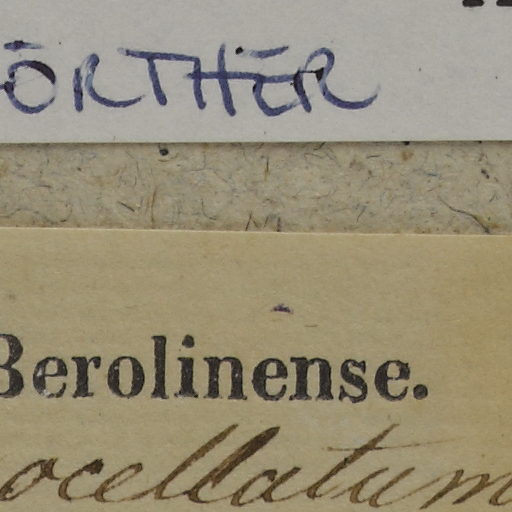 ÖRTHER
Berolinense.
ocellatum